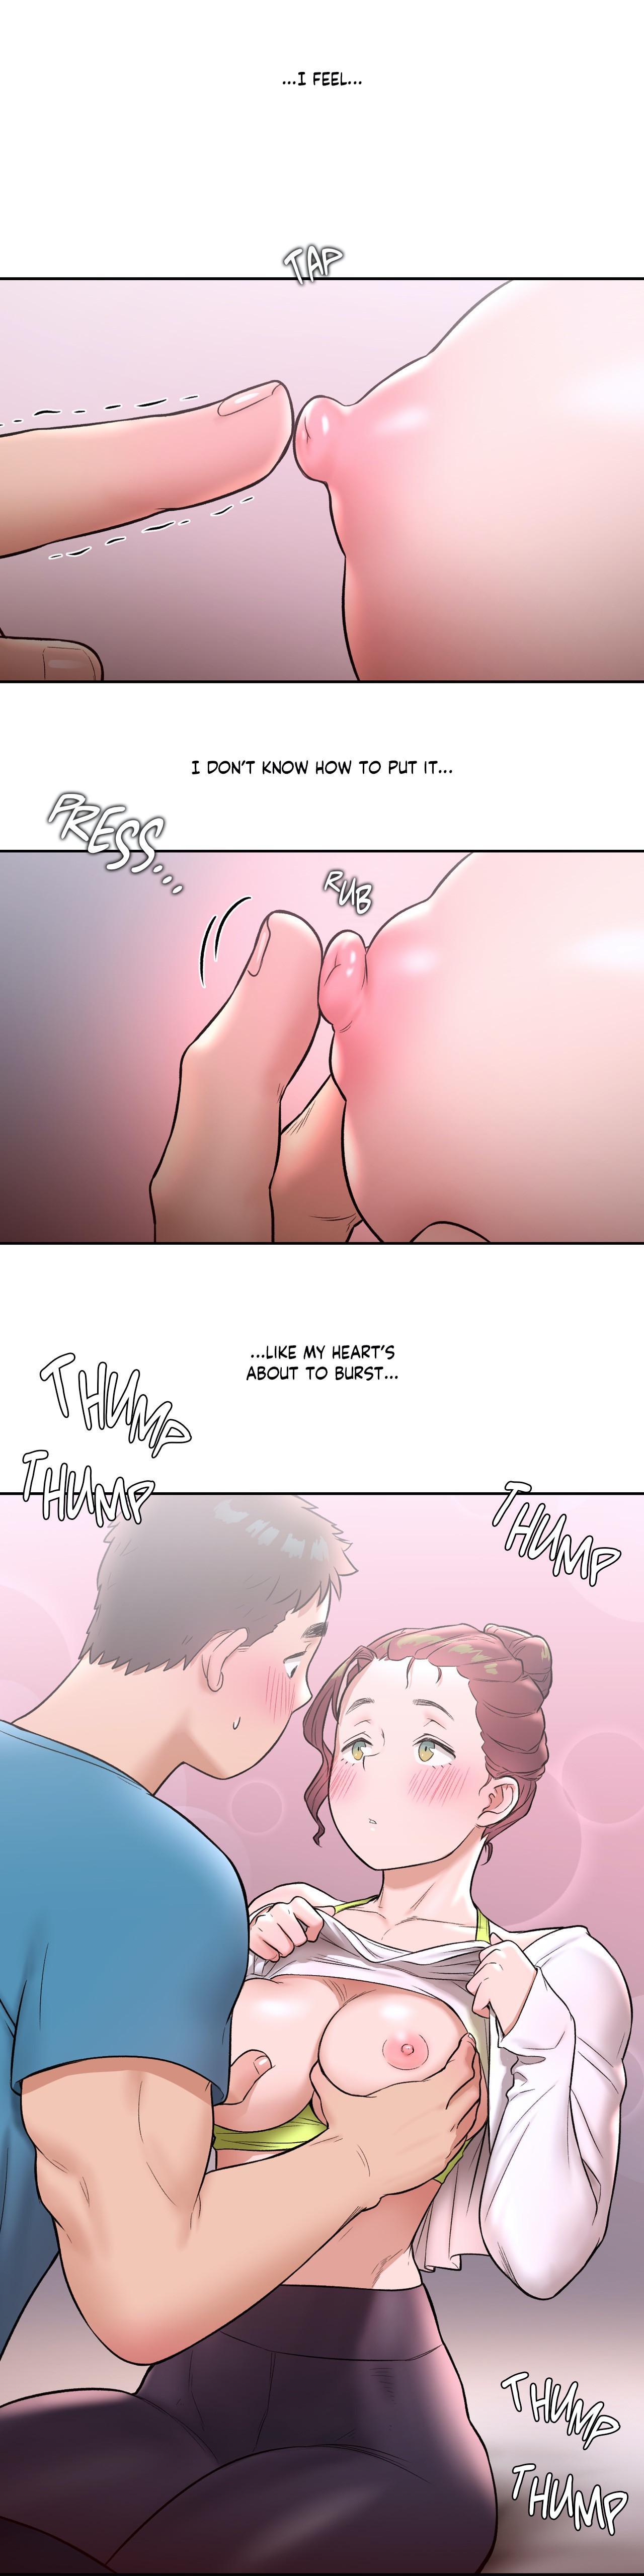 ...I FEEL...
TAP
I DON'T KNOW HOW TO PUT IT...
PRESS...
RUB
...LIKE MY HEART'S
ABOUT TO BURST...
THUMP
THUMP
THUMP
THUMP
THUMP